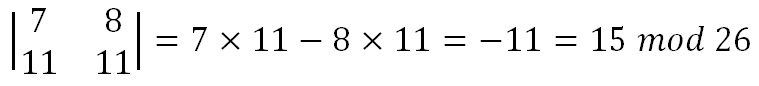 |7 8|
|11 11| = 7 × 11 − 8 × 11 = −11 = 15 mod 26